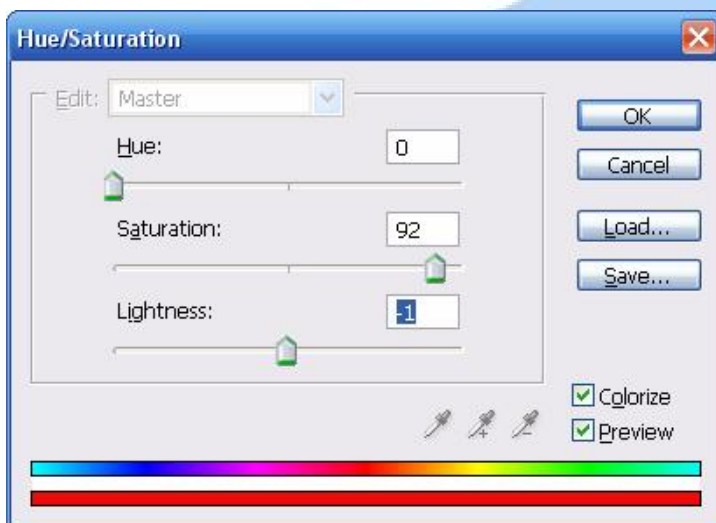 Hue/Saturation
Edit: Master
Hue: 0
Saturation: 92
Lightness: -1
OK
Cancel
Load...
Save...
Colorize
Preview